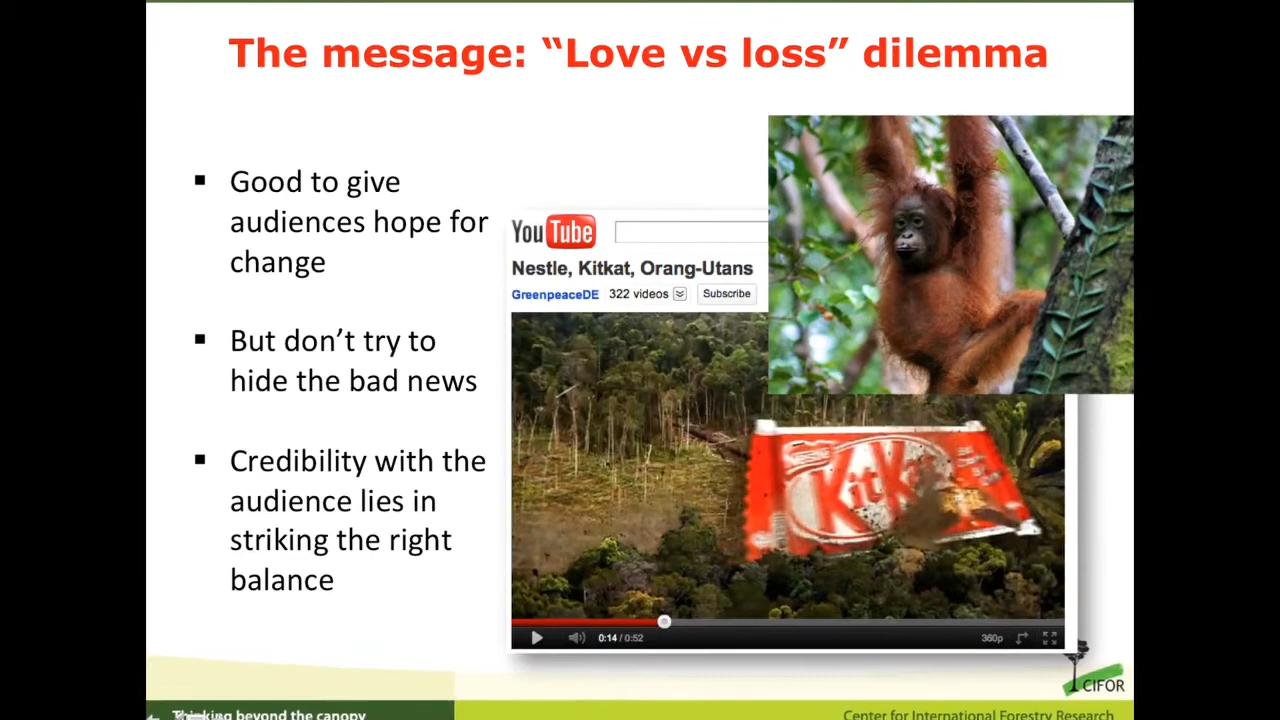 The message: “Love vs loss” dilemma
▪ Good to give
audiences hope for
change
▪ But don’t try to
hide the bad news
▪ Credibility with the
audience lies in
striking the right
balance
YouTube
Nestle, Kitkat, Orang-Utans
GreenpeaceDE 322 videos Subscribe
KitKat
0:14 / 0:52 360p
CIFOR
Thinking beyond the canopy
Center for International Forestry Research